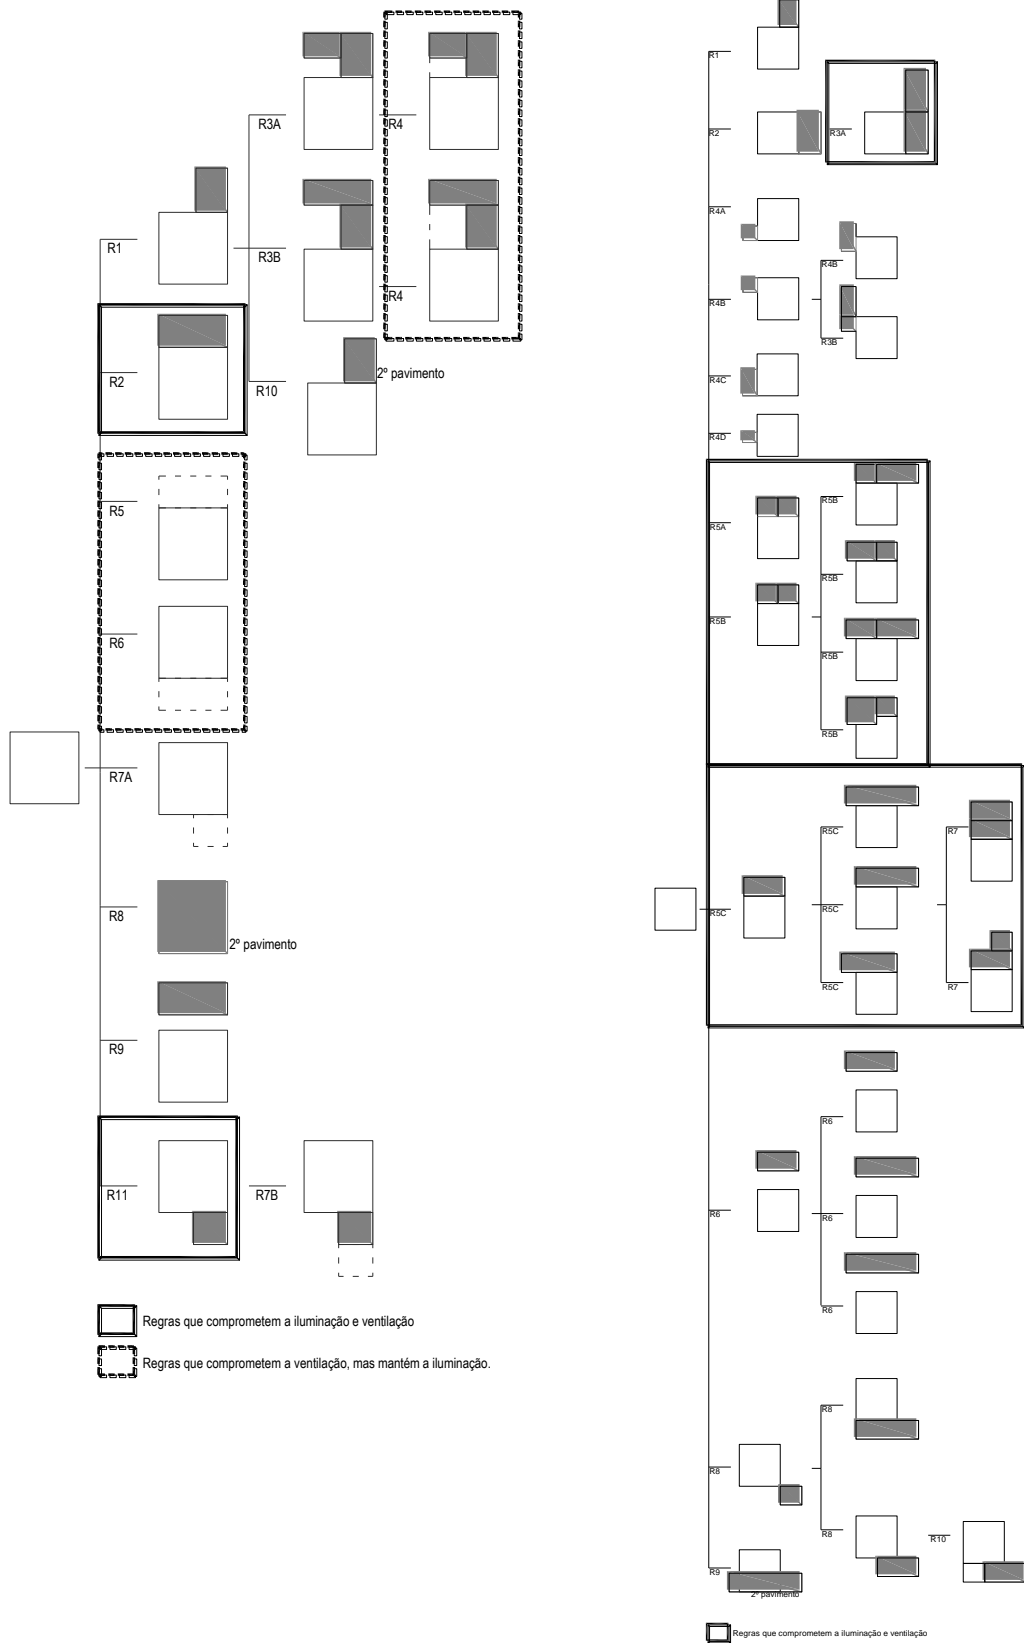 R3A
R4
R1
R3B
R4
R2
R10
2º pavimento
R5
R6
R7A
R8
2º pavimento
R9
R11
R7B
Regras que comprometem a iluminação e ventilação
Regras que comprometem a ventilação, mas mantém a iluminação.
R1
R2
R3A
R4A
R4B
R4B
R3B
R4C
R4D
R5B
R5A
R5B
R5B
R5B
R5B
R5C
R7
R5C
R5C
R5C
R7
R6
R6
R6
R6
R8
R8
R8
R10
R9
2º pavimento
Regras que comprometem a iluminação e ventilação